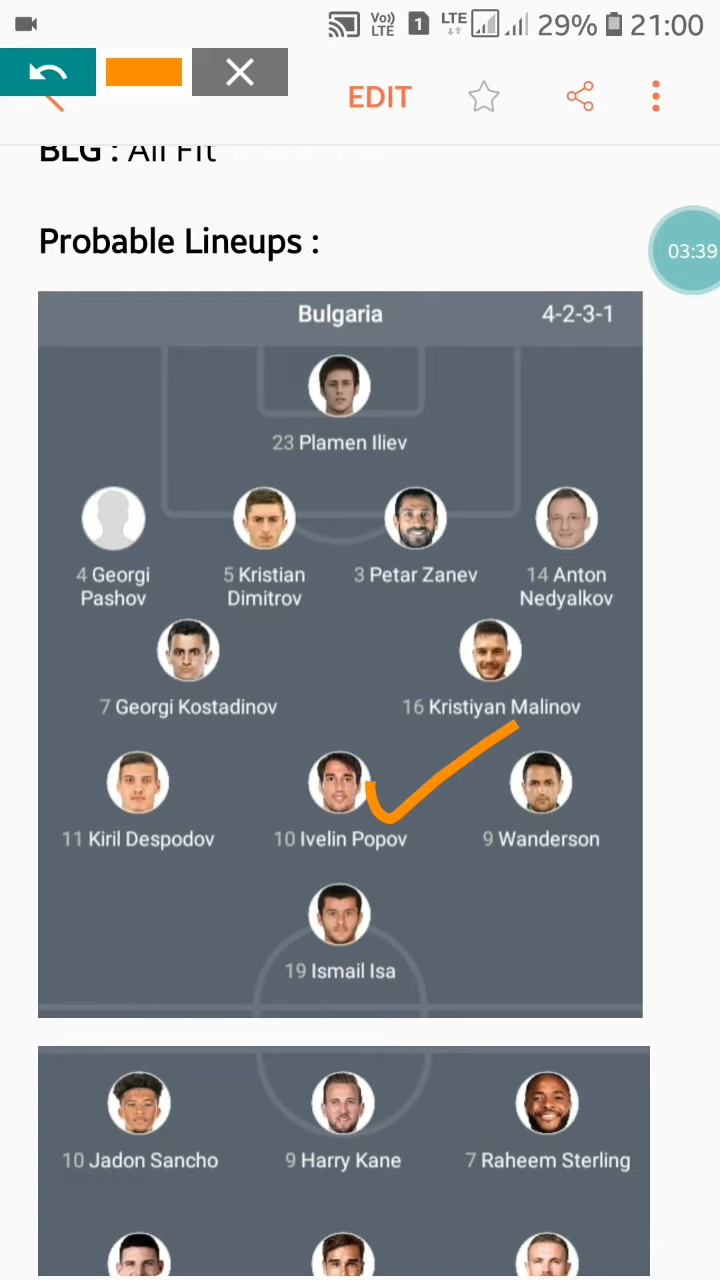 Vo))
LTE
1
LTE
29%
21:00
EDIT
BLG : All Fit
Probable Lineups :
03:39
Bulgaria
4-2-3-1
23 Plamen Iliev
4 Georgi Pashov
5 Kristian Dimitrov
3 Petar Zanev
14 Anton Nedyalkov
7 Georgi Kostadinov
16 Kristiyan Malinov
11 Kiril Despodov
10 Ivelin Popov
9 Wanderson
19 Ismail Isa
10 Jadon Sancho
9 Harry Kane
7 Raheem Sterling